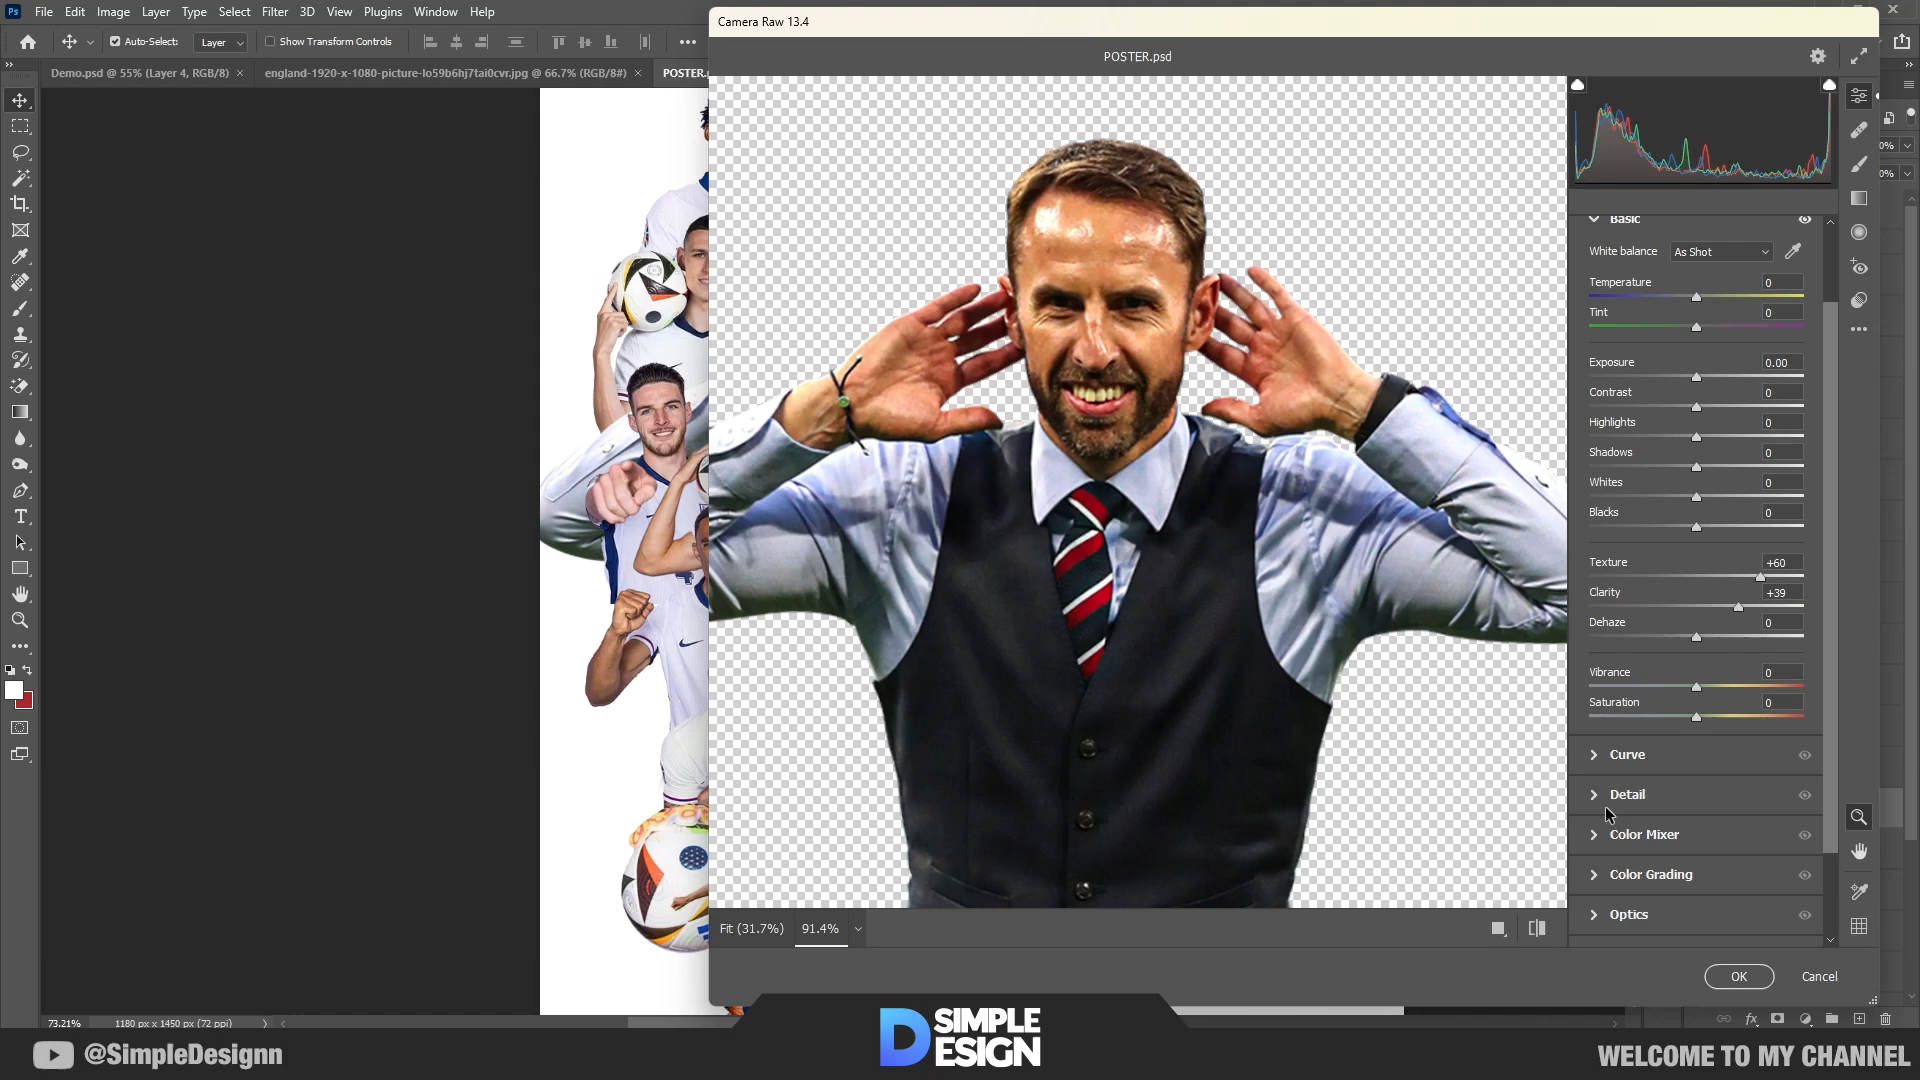 Ps File Edit Image Layer Type Select Filter 3D View Plugins Window Help
Camera Raw 13.4
Auto-Select: Layer Show Transform Controls
POSTER.psd
Demo.psd @ 55% (Layer 4, RGB/8) × england-1920-x-1080-picture-lo59b6hj7tai0cvr.jpg @ 66.7% (RGB/8#) × POSTER.p
0%
0%
Basic
White balance As Shot
Temperature 0
Tint 0
Exposure 0.00
Contrast 0
Highlights 0
Shadows 0
Whites 0
Blacks 0
Texture +60
Clarity +39
Dehaze 0
Vibrance 0
Saturation 0
Curve
Detail
Color Mixer
Color Grading
Optics
Fit (31.7%) 91.4%
OK Cancel
73.21% 1180 px x 1450 px (72 ppi)
fx
@SimpleDesignn
D SIMPLE
ESIGN
WELCOME TO MY CHANNEL